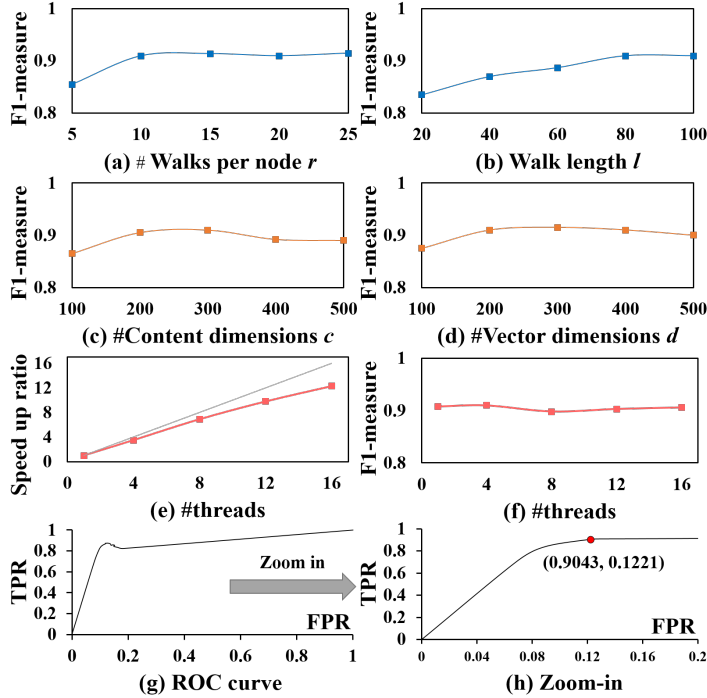 1
0.9
0.8
F1-measure
5 10 15 20 25
(a) # Walks per node r
1
0.9
0.8
F1-measure
20 40 60 80 100
(b) Walk length l
1
0.9
0.8
F1-measure
100 200 300 400 500
(c) #Content dimensions c
1
0.9
0.8
F1-measure
100 200 300 400 500
(d) #Vector dimensions d
16
12
8
4
0
Speed up ratio
0 4 8 12 16
(e) #threads
1
0.9
0.8
F1-measure
0 4 8 12 16
(f) #threads
1
0.8
0.6
0.4
0.2
0
TPR
Zoom in
FPR
0 0.2 0.4 0.6 0.8 1
(g) ROC curve
1
0.8
0.6
0.4
0.2
0
TPR
(0.9043, 0.1221)
FPR
0 0.04 0.08 0.12 0.16 0.2
(h) Zoom-in